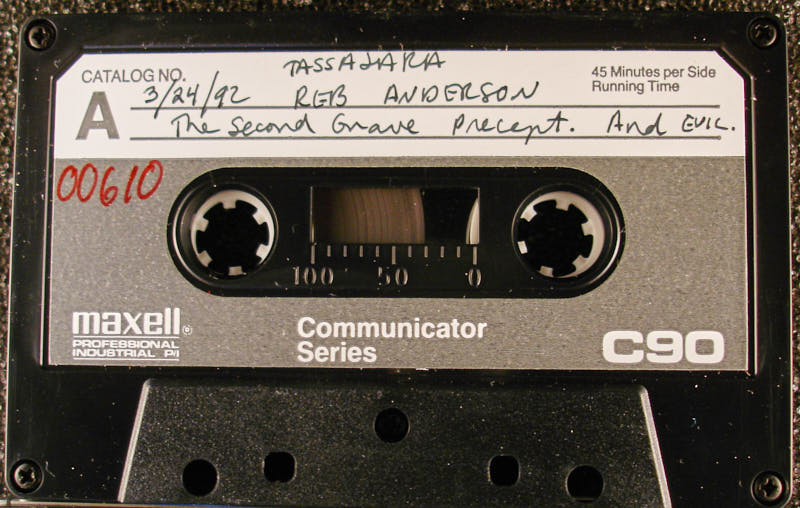 TASSAJARA
CATALOG NO.
45 Minutes per Side
Running Time
A
3/24/92 REB ANDERSON
The Second Grave Precept. And EVIL.
00610
100 50 0
maxell®
PROFESSIONAL
INDUSTRIAL P/I
Communicator
Series
C90